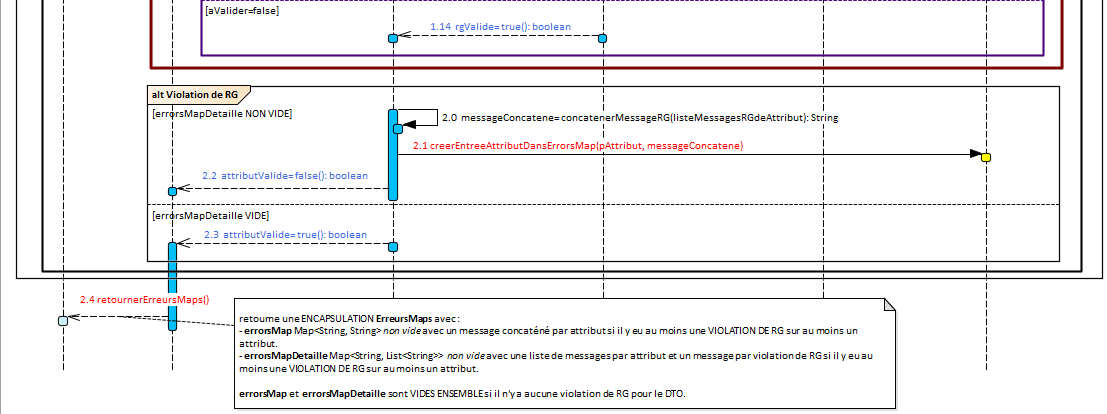 [aValider=false]
1.14 rgValide=true(): boolean
alt Violation de RG
[errorsMapDetaille NON VIDE]
2.0 messageConcatene=concatenerMessageRG(listeMessagesRGdeAttribut): String
2.1 creerEntreeAttributDansErrorsMap(pAttribut, messageConcatene)
2.2 attributValide=false(): boolean
[errorsMapDetaille VIDE]
2.3 attributValide=true(): boolean
2.4 retournerErreursMaps()
retourne une ENCAPSULATION ErreursMaps avec :
- errorsMap Map<String, String> non vide avec un message concaténé par attribut si il y eu au moins une VIOLATION DE RG sur au moins un
attribut.
- errorsMapDetaille Map<String, List<String>> non vide avec une liste de messages par attribut et un message par violation de RG si il y eu au
moins une VIOLATION DE RG sur au moins un attribut.
errorsMap et errorsMapDetaille sont VIDES ENSEMBLE si il n'y a aucune violation de RG pour le DTO.